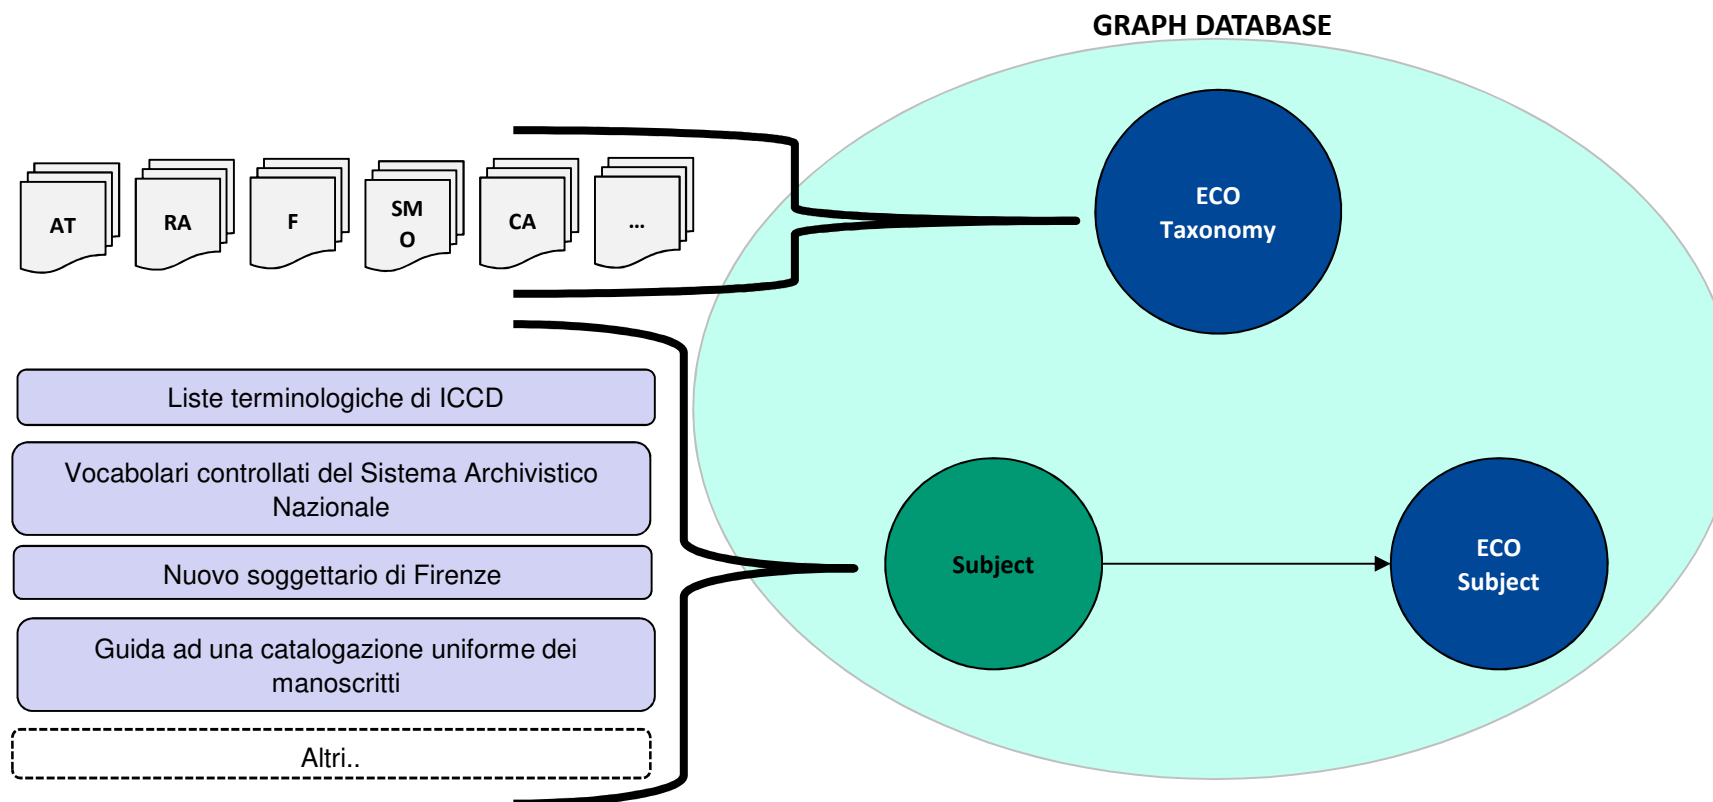 GRAPH DATABASE
AT
RA
F
SM
O
CA
...
ECO
Taxonomy
Liste terminologiche di ICCD
Vocabolari controllati del Sistema Archivistico
Nazionale
Nuovo soggettario di Firenze
Guida ad una catalogazione uniforme dei
manoscritti
Altri..
Subject
ECO
Subject